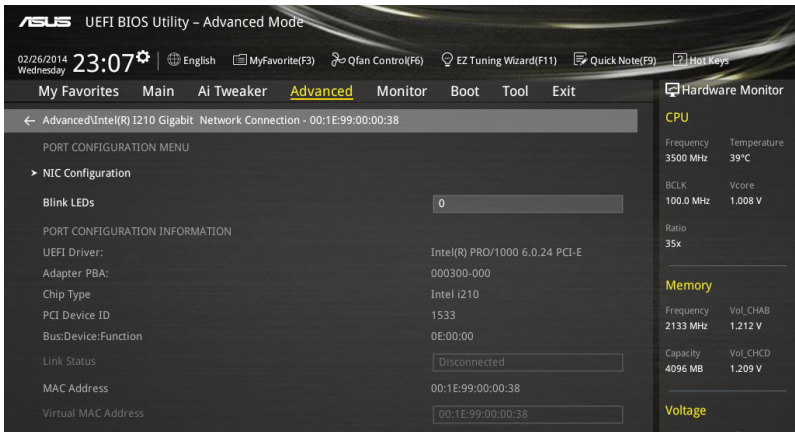 ASUS UEFI BIOS Utility – Advanced Mode
02/26/2014 Wednesday 23:07 English MyFavorite(F3) Qfan Control(F6) EZ Tuning Wizard(F11) Quick Note(F9) ? Hot Keys
My Favorites Main Ai Tweaker Advanced Monitor Boot Tool Exit
← Advanced\Intel(R) I210 Gigabit Network Connection - 00:1E:99:00:00:38
PORT CONFIGURATION MENU
➤ NIC Configuration
Blink LEDs 0
PORT CONFIGURATION INFORMATION
UEFI Driver: Intel(R) PRO/1000 6.0.24 PCI-E
Adapter PBA: 000300-000
Chip Type Intel i210
PCI Device ID 1533
Bus:Device:Function 0E:00:00
Link Status Disconnected
MAC Address 00:1E:99:00:00:38
Virtual MAC Address 00:1E:99:00:00:38
Hardware Monitor
CPU
Frequency Temperature
3500 MHz 39°C
BCLK Vcore
100.0 MHz 1.008 V
Ratio
35x
Memory
Frequency Vol_CHAB
2133 MHz 1.212 V
Capacity Vol_CHCD
4096 MB 1.209 V
Voltage